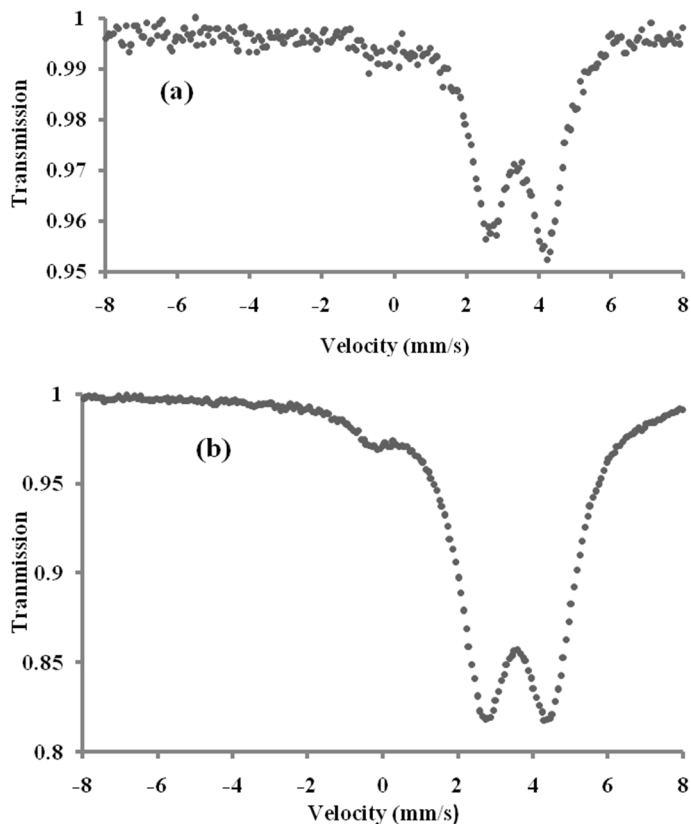 1
0.99
(a)
0.98
Transmission
0.97
0.96
0.95
-8 -6 -4 -2 0 2 4 6 8
Velocity (mm/s)
1
(b)
0.95
Tranmission
0.9
0.85
0.8
-8 -6 -4 -2 0 2 4 6 8
Velocity (mm/s)